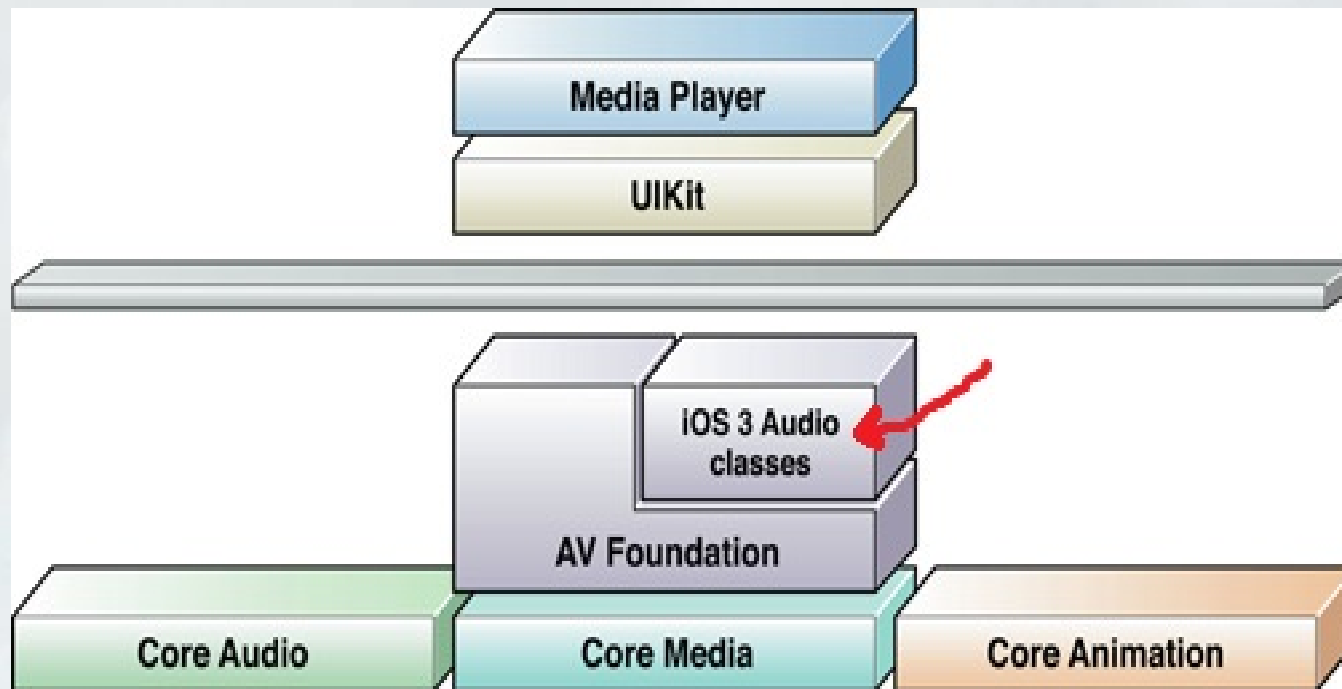 Media Player
UIKit
iOS 3 Audio
classes
AV Foundation
Core Audio
Core Media
Core Animation